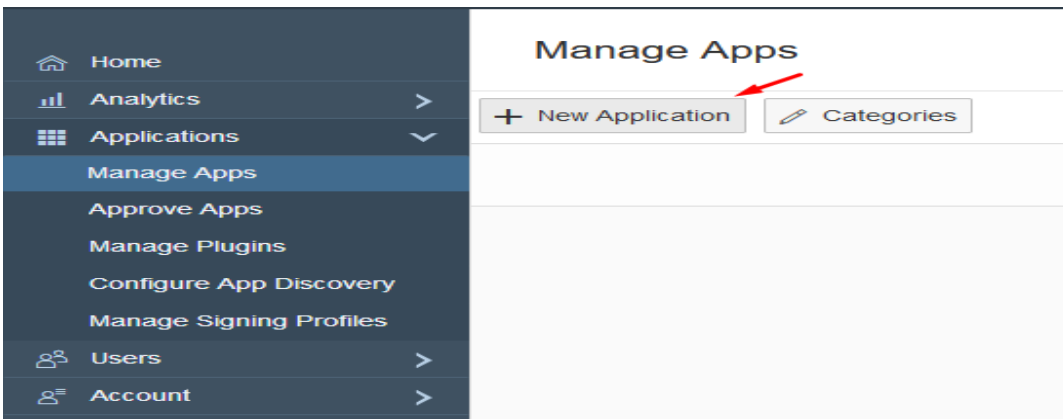 Home
Analytics
Applications
Manage Apps
Approve Apps
Manage Plugins
Configure App Discovery
Manage Signing Profiles
Users
Account
Manage Apps
New Application
Categories